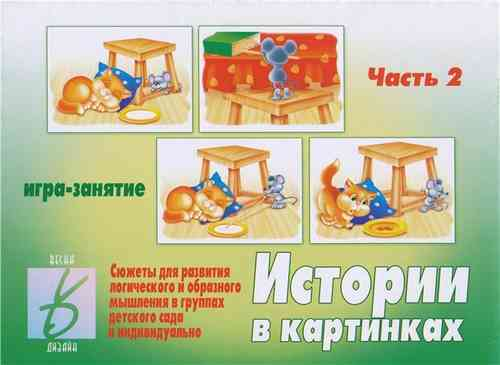 Часть 2
игра-занятие
ВЕСНА
ДИЗАЙН
Сюжеты для развития
логического и образного
мышления в группах
детского сада
и индивидуально
Истории
в картинках